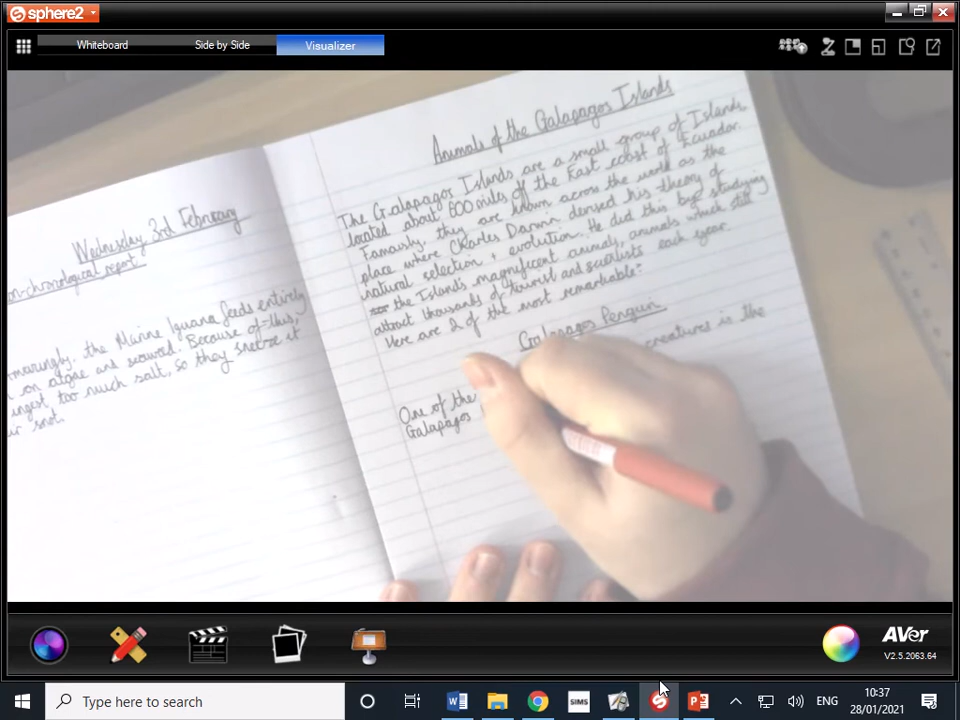 sphere2
Whiteboard
Side by Side
Visualizer
Wednesday 3rd February
on-chronological report.
the Marine Iguana feeds entirely
on algae and seaweed. Because of this,
ingest too much salt, so they sneeze it
snot.
Animals of the Galapagos Islands
The Galapagos Islands are a small group of Islands
located about 600 miles off the East coast of Ecuador.
Famously, they are known across the world as the
place where Charles Darwin devised his theory of
natural selection + evolution. He did this by studying
the Islands magnificent animals, animals which still
attract thousands of tourist and scientists each year.
Here are 2 of the most remarkable:
Galapagos Penguin
One of the creatures is the
Galapagos
AVer
V2.5.2063.64
Type here to search
SIMS
ENG
10:37
28/01/2021